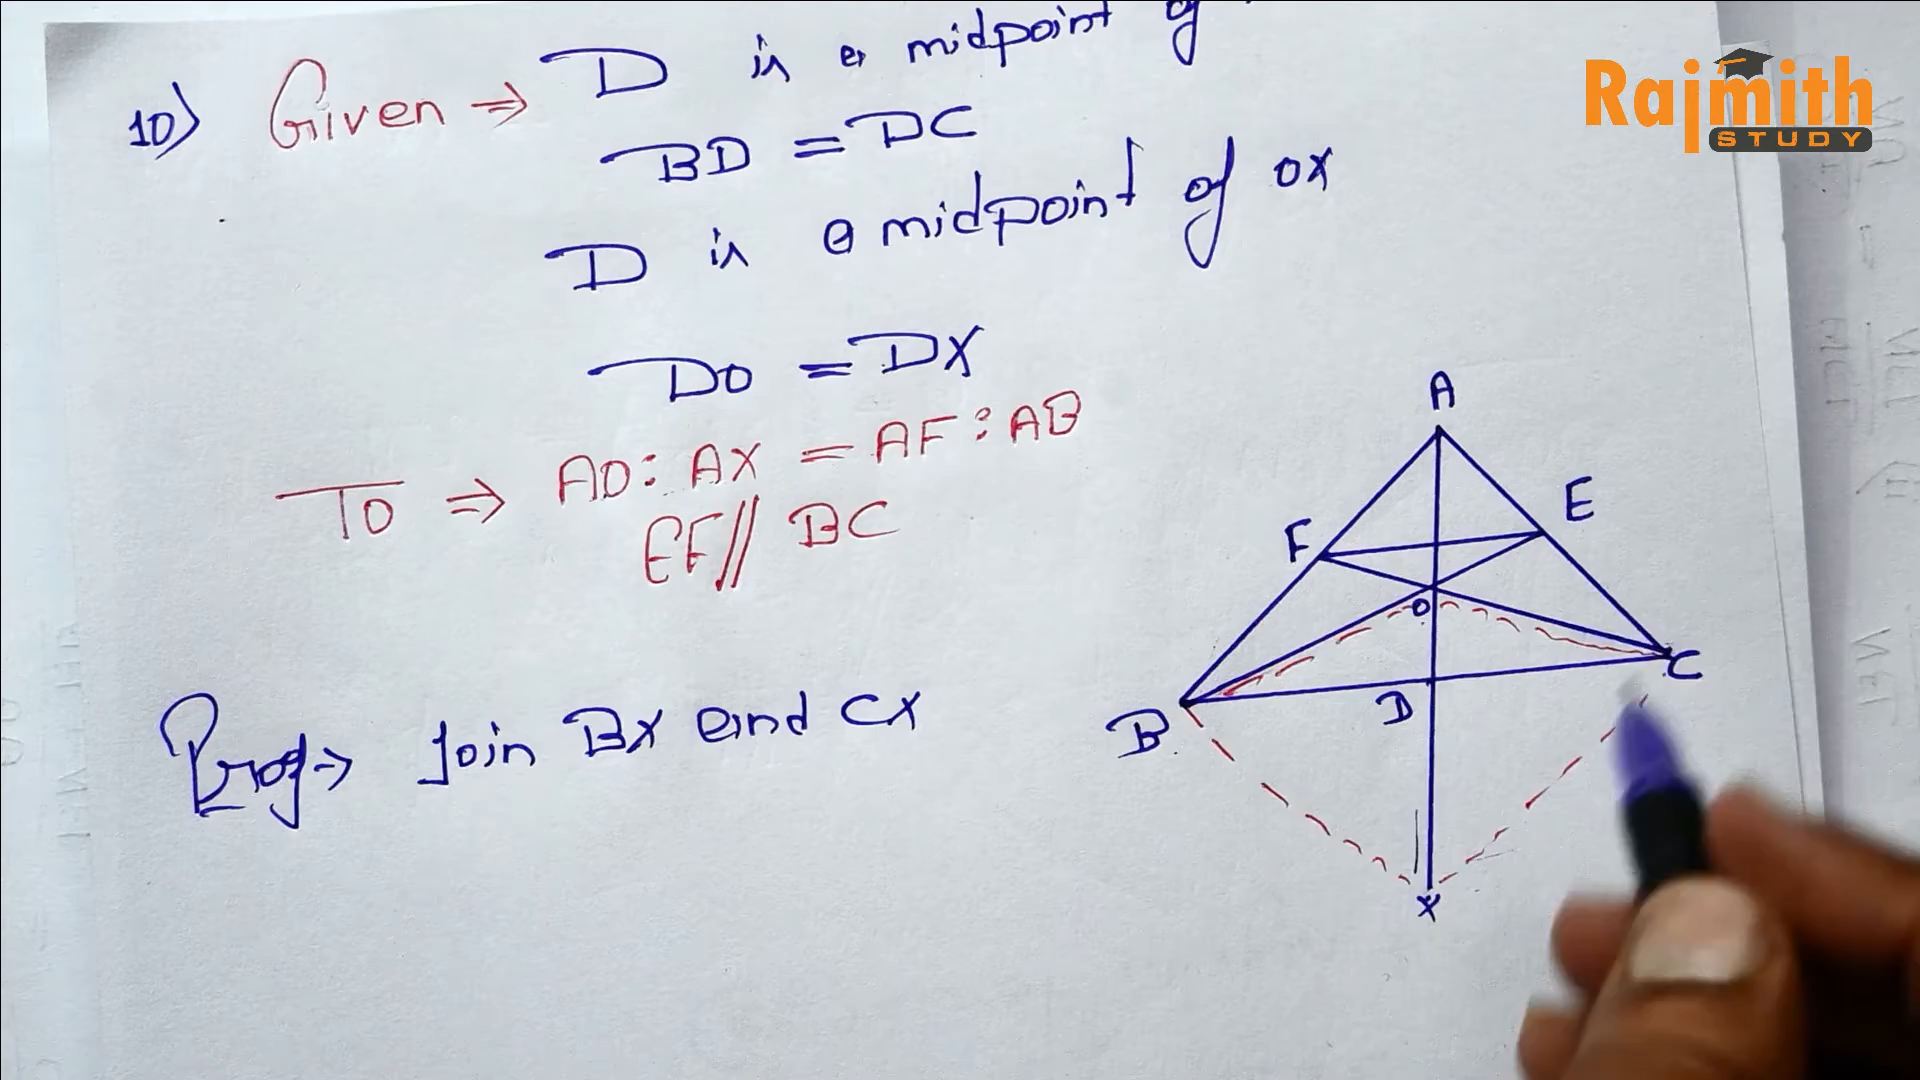 Rajmith
STUDY
10) Given ⇒ D is a midpoint of
BD = DC
D is a midpoint of OX
DO = DX
TO ⇒ AO : AX = AF : AB
EF // BC
Proof → Join BX and CX
A
E
F
O
C
D
B
X